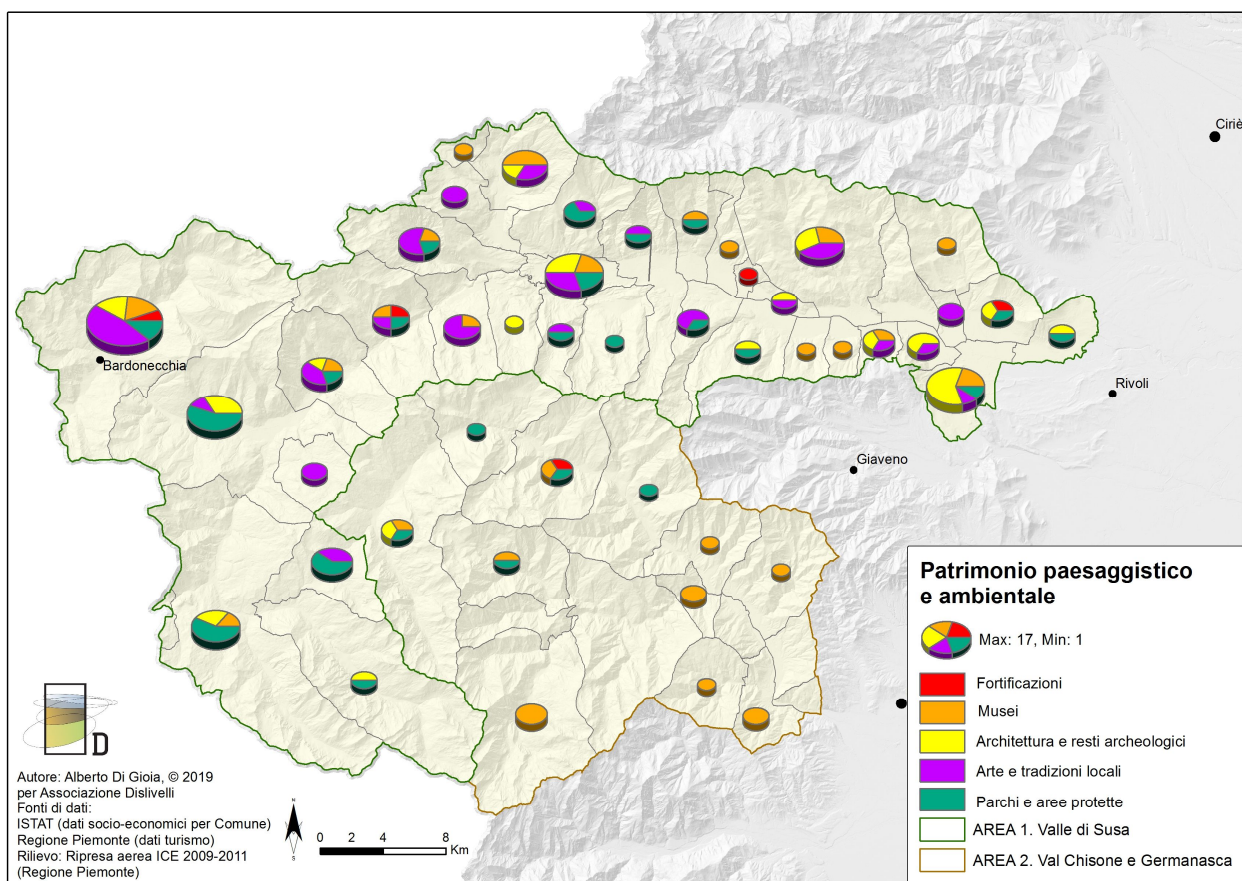 Ciriè
Bardonecchia
Rivoli
Giaveno
Patrimonio paesaggistico
e ambientale
Max: 17, Min: 1
Fortificazioni
Musei
Architettura e resti archeologici
Arte e tradizioni locali
Parchi e aree protette
AREA 1. Valle di Susa
AREA 2. Val Chisone e Germanasca
D
Autore: Alberto Di Gioia, © 2019
per Associazione Dislivelli
Fonti di dati:
ISTAT (dati socio-economici per Comune)
Regione Piemonte (dati turismo)
Rilievo: Ripresa aerea ICE 2009-2011
(Regione Piemonte)
N
S
0 2 4 8
Km